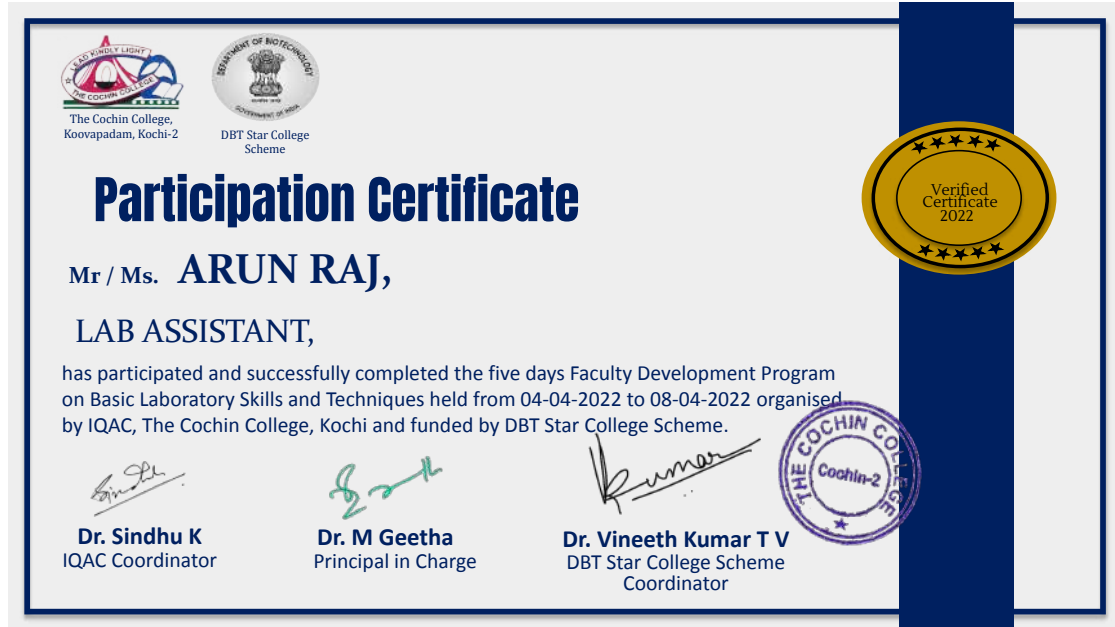 LEAD KINDLY LIGHT
THE COCHIN COLLEGE
The Cochin College,
Koovapadam, Kochi-2
DEPARTMENT OF BIOTECHNOLOGY
GOVERNMENT OF INDIA
DBT Star College
Scheme
Verified
Certificate
2022
Participation Certificate
Mr / Ms. ARUN RAJ,
LAB ASSISTANT,
has participated and successfully completed the five days Faculty Development Program
on Basic Laboratory Skills and Techniques held from 04-04-2022 to 08-04-2022 organised
by IQAC, The Cochin College, Kochi and funded by DBT Star College Scheme.
THE COCHIN COLLEGE
Cochin-2
Sindhu
Kumar
Dr. Sindhu K
IQAC Coordinator
Dr. M Geetha
Principal in Charge
Dr. Vineeth Kumar T V
DBT Star College Scheme
Coordinator